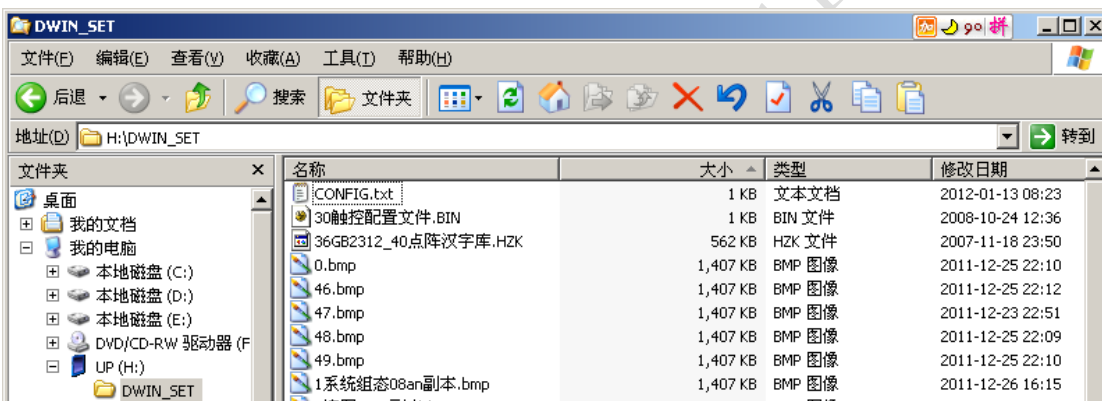 DWIN_SET
加 拼
文件(F) 编辑(E) 查看(V) 收藏(A) 工具(T) 帮助(H)
后退 搜索 文件夹
地址(D) H:\DWIN_SET 转到
文件夹 × 名称 大小 类型 修改日期
桌面 CONFIG.txt 1 KB 文本文档 2012-01-13 08:23
我的文档 30触控配置文件.BIN 1 KB BIN 文件 2008-10-24 12:36
我的电脑 36GB2312_40点阵汉字库.HZK 562 KB HZK 文件 2007-11-18 23:50
本地磁盘 (C:) 0.bmp 1,407 KB BMP 图像 2011-12-25 22:10
本地磁盘 (D:) 46.bmp 1,407 KB BMP 图像 2011-12-25 22:12
本地磁盘 (E:) 47.bmp 1,407 KB BMP 图像 2011-12-23 22:51
DVD/CD-RW 驱动器 (F 48.bmp 1,407 KB BMP 图像 2011-12-25 22:09
UP (H:) 49.bmp 1,407 KB BMP 图像 2011-12-25 22:10
DWIN_SET 1系统组态08an副本.bmp 1,407 KB BMP 图像 2011-12-26 16:15